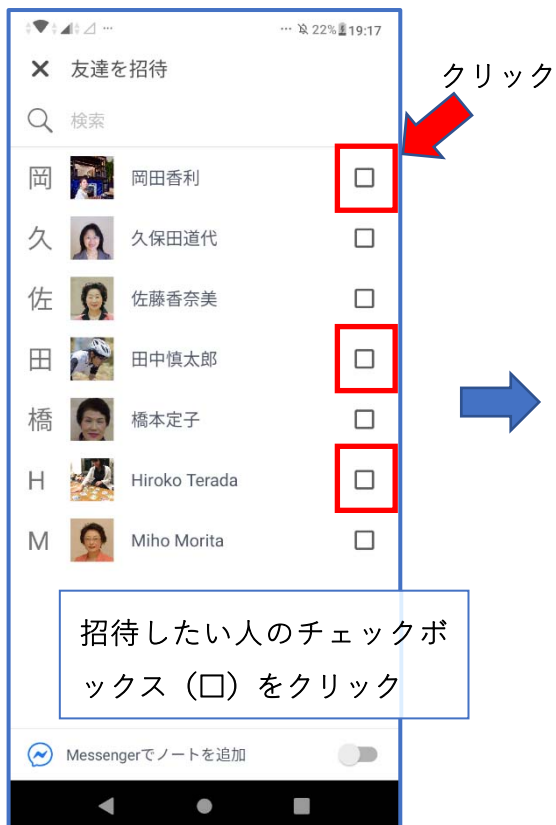 … 22% 19:17
× 友達を招待
クリック
検索
岡 岡田香利
久 久保田道代
佐 佐藤香奈美
田 田中慎太郎
橋 橋本定子
H Hiroko Terada
M Miho Morita
招待したい人のチェックボ
ックス（□）をクリック
Messengerでノートを追加